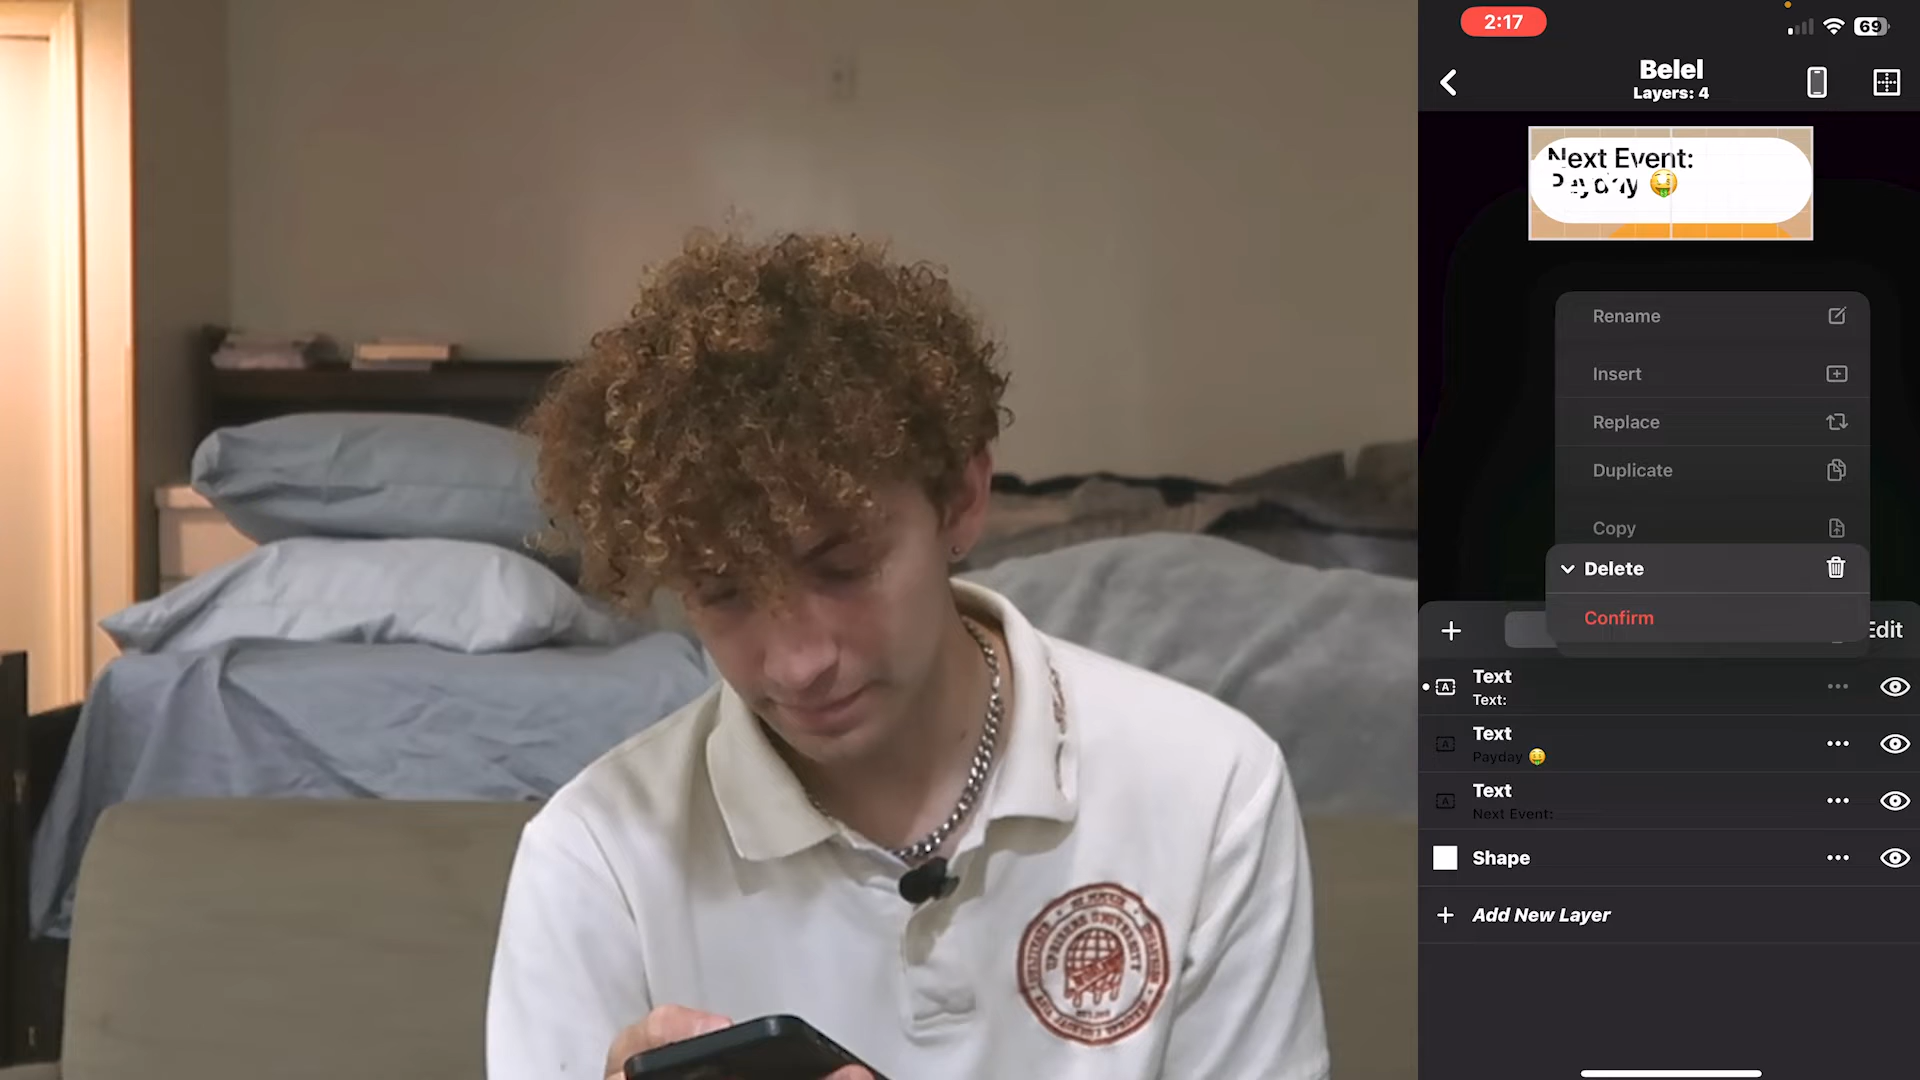 2:17
69
Belel
Layers: 4
Next Event:
Payday 🤑
Rename
Insert
Replace
Duplicate
Copy
Delete
Confirm
Edit
Text
Text:
Text
Payday 🤑
Text
Next Event:
Shape
Add New Layer